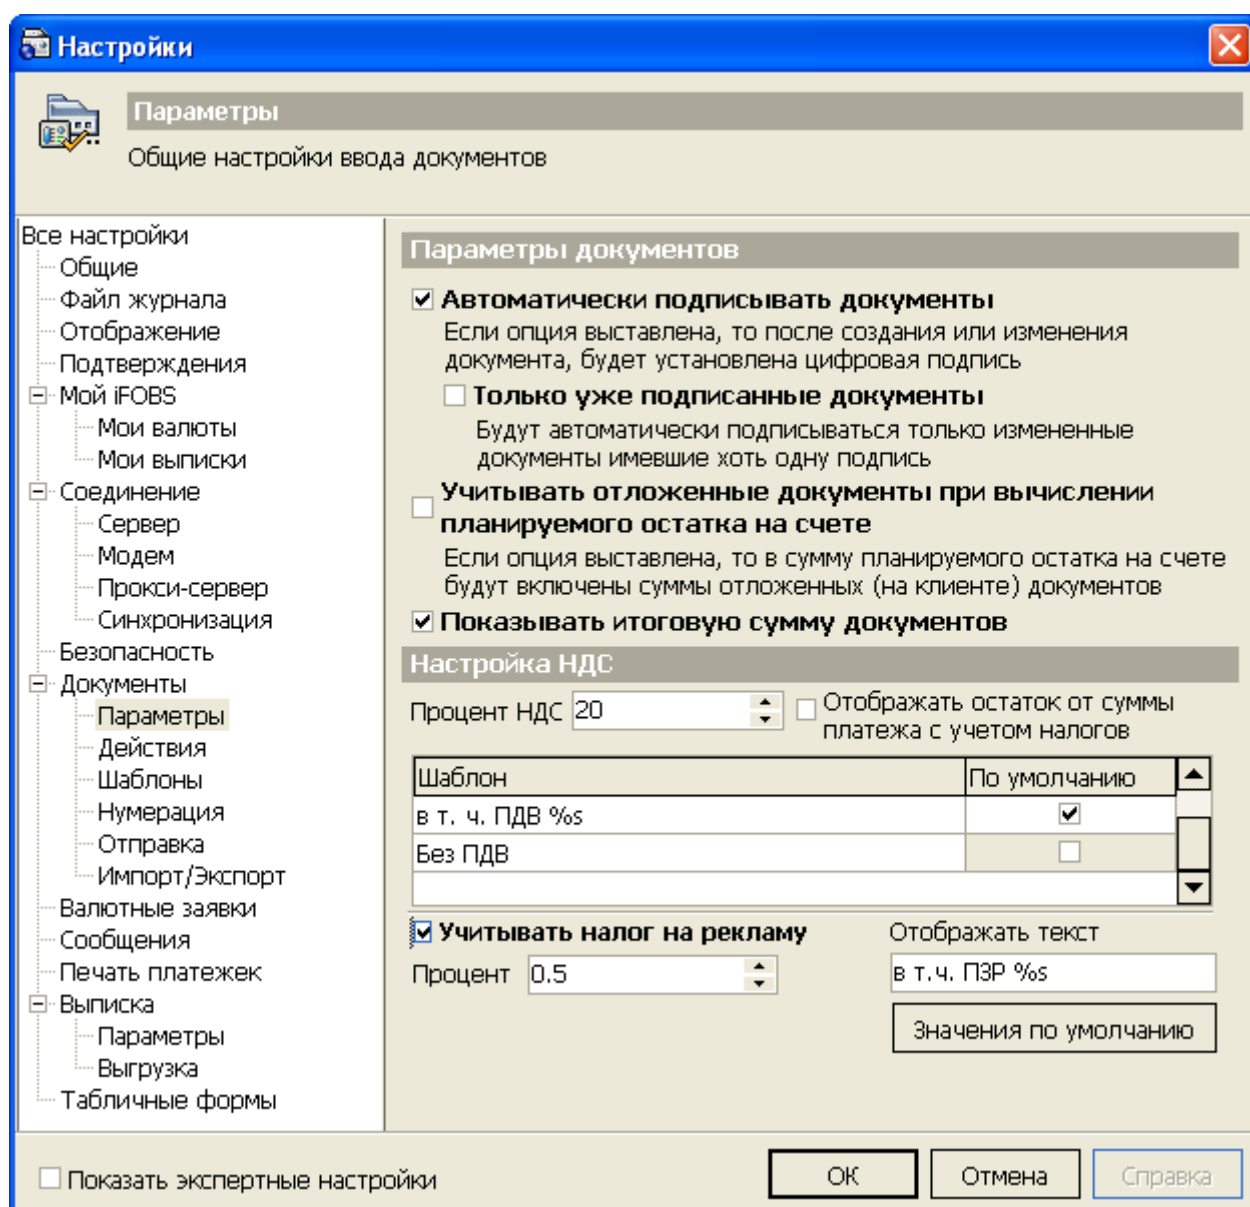 Настройки
Параметры
Общие настройки ввода документов
Все настройки
Общие
Файл журнала
Отображение
Подтверждения
Мой iFOBS
Мои валюты
Мои выписки
Соединение
Сервер
Модем
Прокси-сервер
Синхронизация
Безопасность
Документы
Параметры
Действия
Шаблоны
Нумерация
Отправка
Импорт/Экспорт
Валютные заявки
Сообщения
Печать платежек
Выписка
Параметры
Выгрузка
Табличные формы
Параметры документов
Автоматически подписывать документы
Если опция выставлена, то после создания или изменения
документа, будет установлена цифровая подпись
Только уже подписанные документы
Будут автоматически подписываться только измененные
документы имевшие хоть одну подпись
Учитывать отложенные документы при вычислении
планируемого остатка на счете
Если опция выставлена, то в сумму планируемого остатка на счете
будут включены суммы отложенных (на клиенте) документов
Показывать итоговую сумму документов
Настройка НДС
Процент НДС 20
Отображать остаток от суммы
платежа с учетом налогов
Шаблон По умолчанию
в т. ч. ПДВ %s
Без ПДВ
Учитывать налог на рекламу
Отображать текст
Процент 0.5
в т.ч. ПЗР %s
Значения по умолчанию
Показать экспертные настройки
ОК
Отмена
Справка